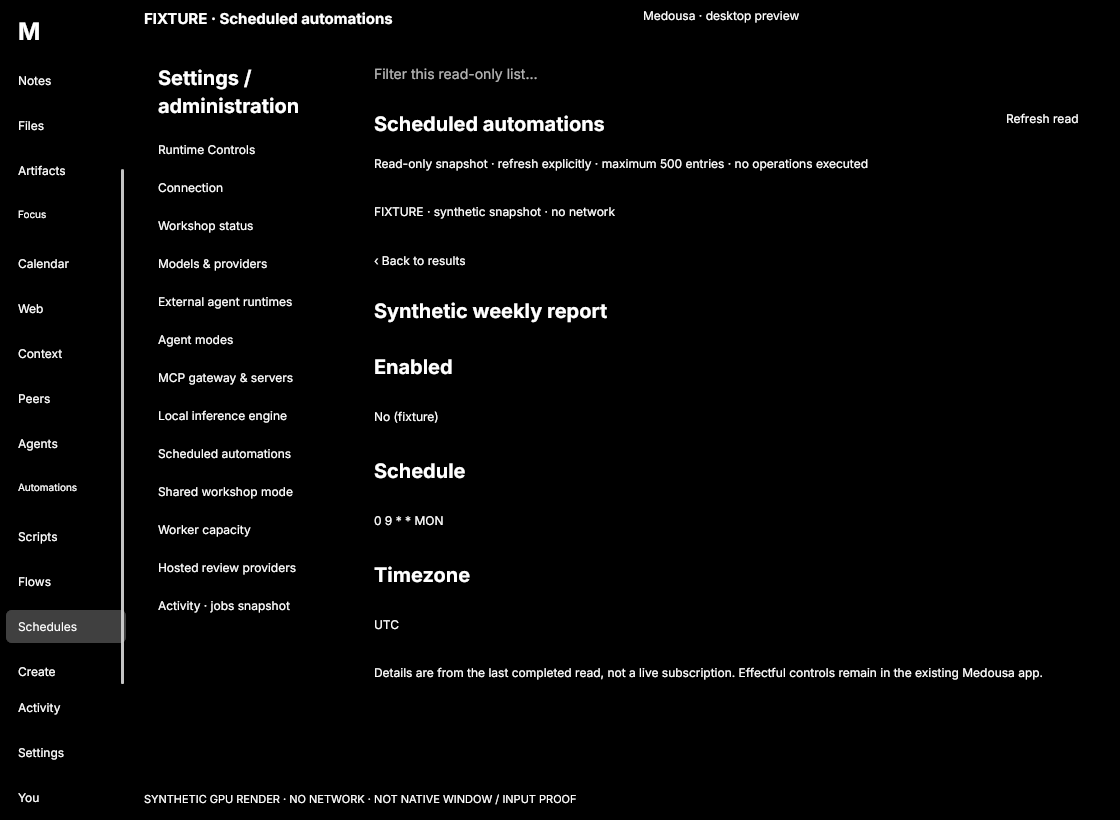 M
FIXTURE · Scheduled automations
Medousa · desktop preview
Notes
Files
Artifacts
Focus
Calendar
Web
Context
Peers
Agents
Automations
Scripts
Flows
Schedules
Create
Activity
Settings
You
Settings /
administration
Runtime Controls
Connection
Workshop status
Models & providers
External agent runtimes
Agent modes
MCP gateway & servers
Local inference engine
Scheduled automations
Shared workshop mode
Worker capacity
Hosted review providers
Activity · jobs snapshot
Filter this read-only list...
Scheduled automations
Refresh read
Read-only snapshot · refresh explicitly · maximum 500 entries · no operations executed
FIXTURE · synthetic snapshot · no network
‹ Back to results
Synthetic weekly report
Enabled
No (fixture)
Schedule
0 9 * * MON
Timezone
UTC
Details are from the last completed read, not a live subscription. Effectful controls remain in the existing Medousa app.
SYNTHETIC GPU RENDER · NO NETWORK · NOT NATIVE WINDOW / INPUT PROOF